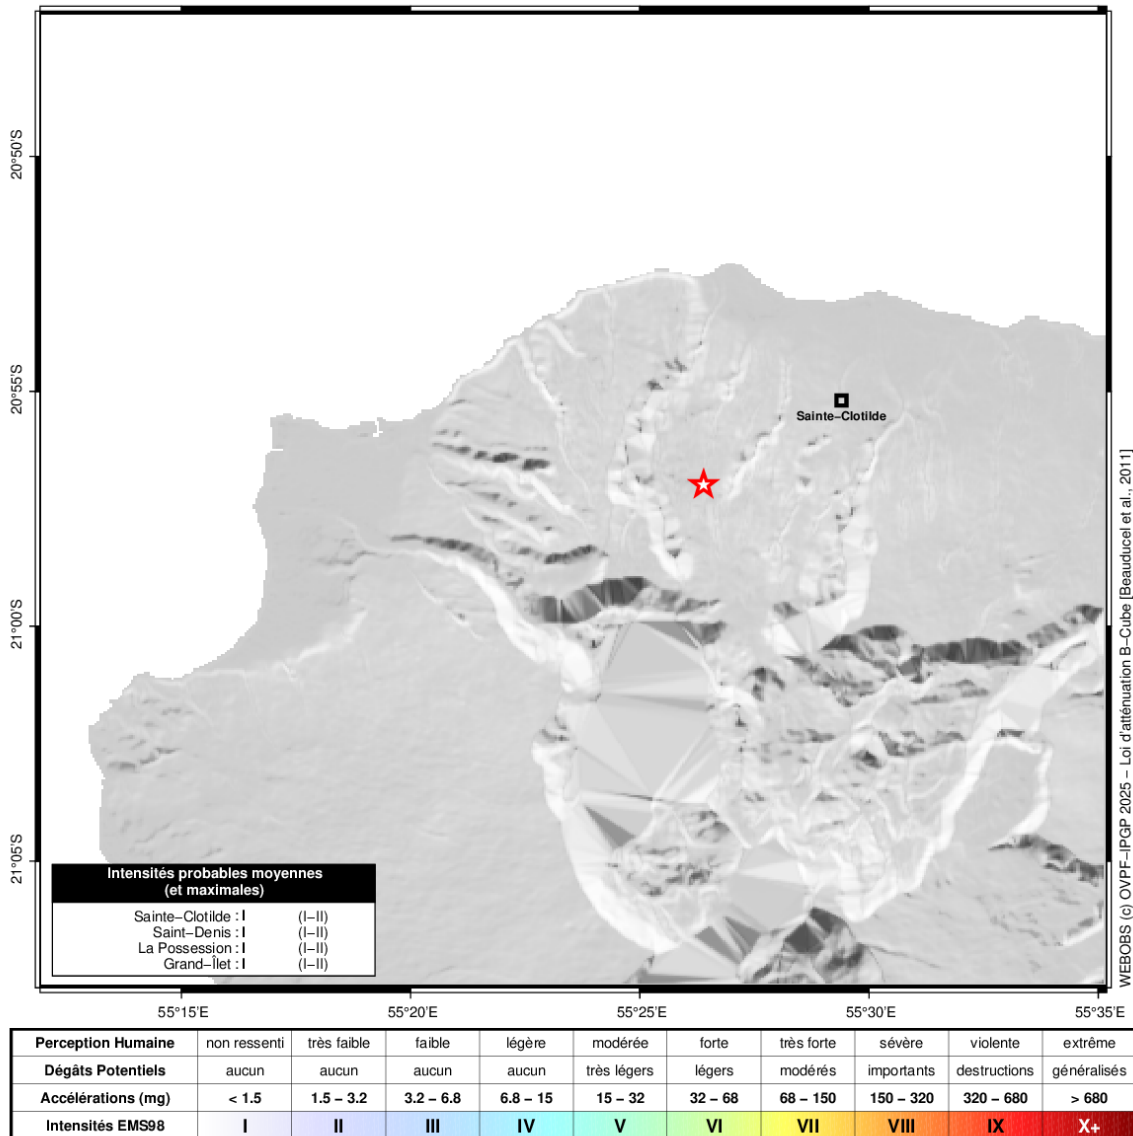 20°50'S
20°55'S
21°00'S
21°05'S
Sainte−Clotilde
WEBOBS (c) OVPF−IPGP 2025 − Loi d'atténuation B−Cube [Beauducel et al., 2011]
Intensités probables moyennes
(et maximales)
Sainte−Clotilde : I (I−II)
Saint−Denis : I (I−II)
La Possession : I (I−II)
Grand−Îlet : I (I−II)
55°15'E 55°20'E 55°25'E 55°30'E 55°35'E
Perception Humaine non ressenti très faible faible légère modérée forte très forte sévère violente extrême
Dégâts Potentiels aucun aucun aucun aucun très légers légers modérés importants destructions généralisés
Accélérations (mg) < 1.5 1.5 − 3.2 3.2 − 6.8 6.8 − 15 15 − 32 32 − 68 68 − 150 150 − 320 320 − 680 > 680
Intensités EMS98 I II III IV V VI VII VIII IX X+